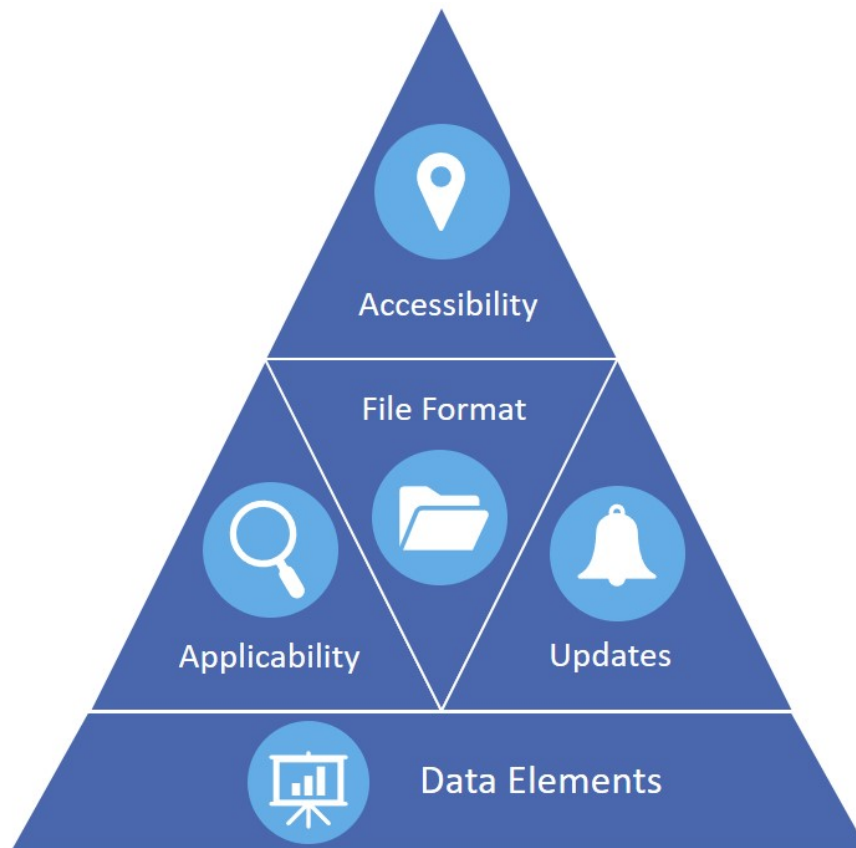 Accessibility
File Format
Applicability
Updates
Data Elements